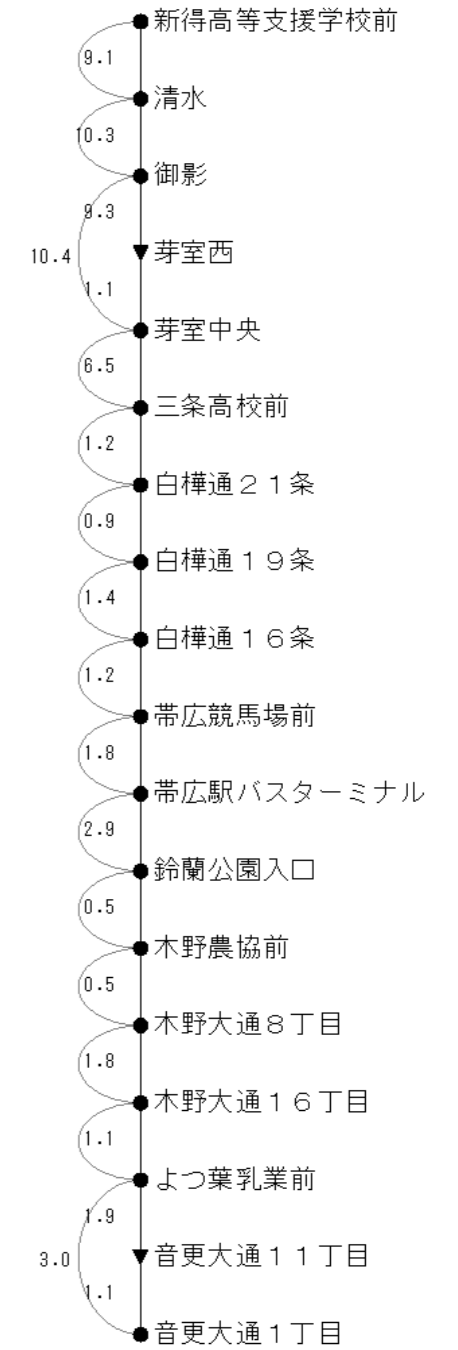 新得高等支援学校前
9.1
清水
10.3
御影
9.3
10.4
芽室西
1.1
芽室中央
6.5
三条高校前
1.2
白樺通２１条
0.9
白樺通１９条
1.4
白樺通１６条
1.2
帯広競馬場前
1.8
帯広駅バスターミナル
2.9
鈴蘭公園入口
0.5
木野農協前
0.5
木野大通８丁目
1.8
木野大通１６丁目
1.1
よつ葉乳業前
1.9
3.0
音更大通１１丁目
1.1
音更大通１丁目